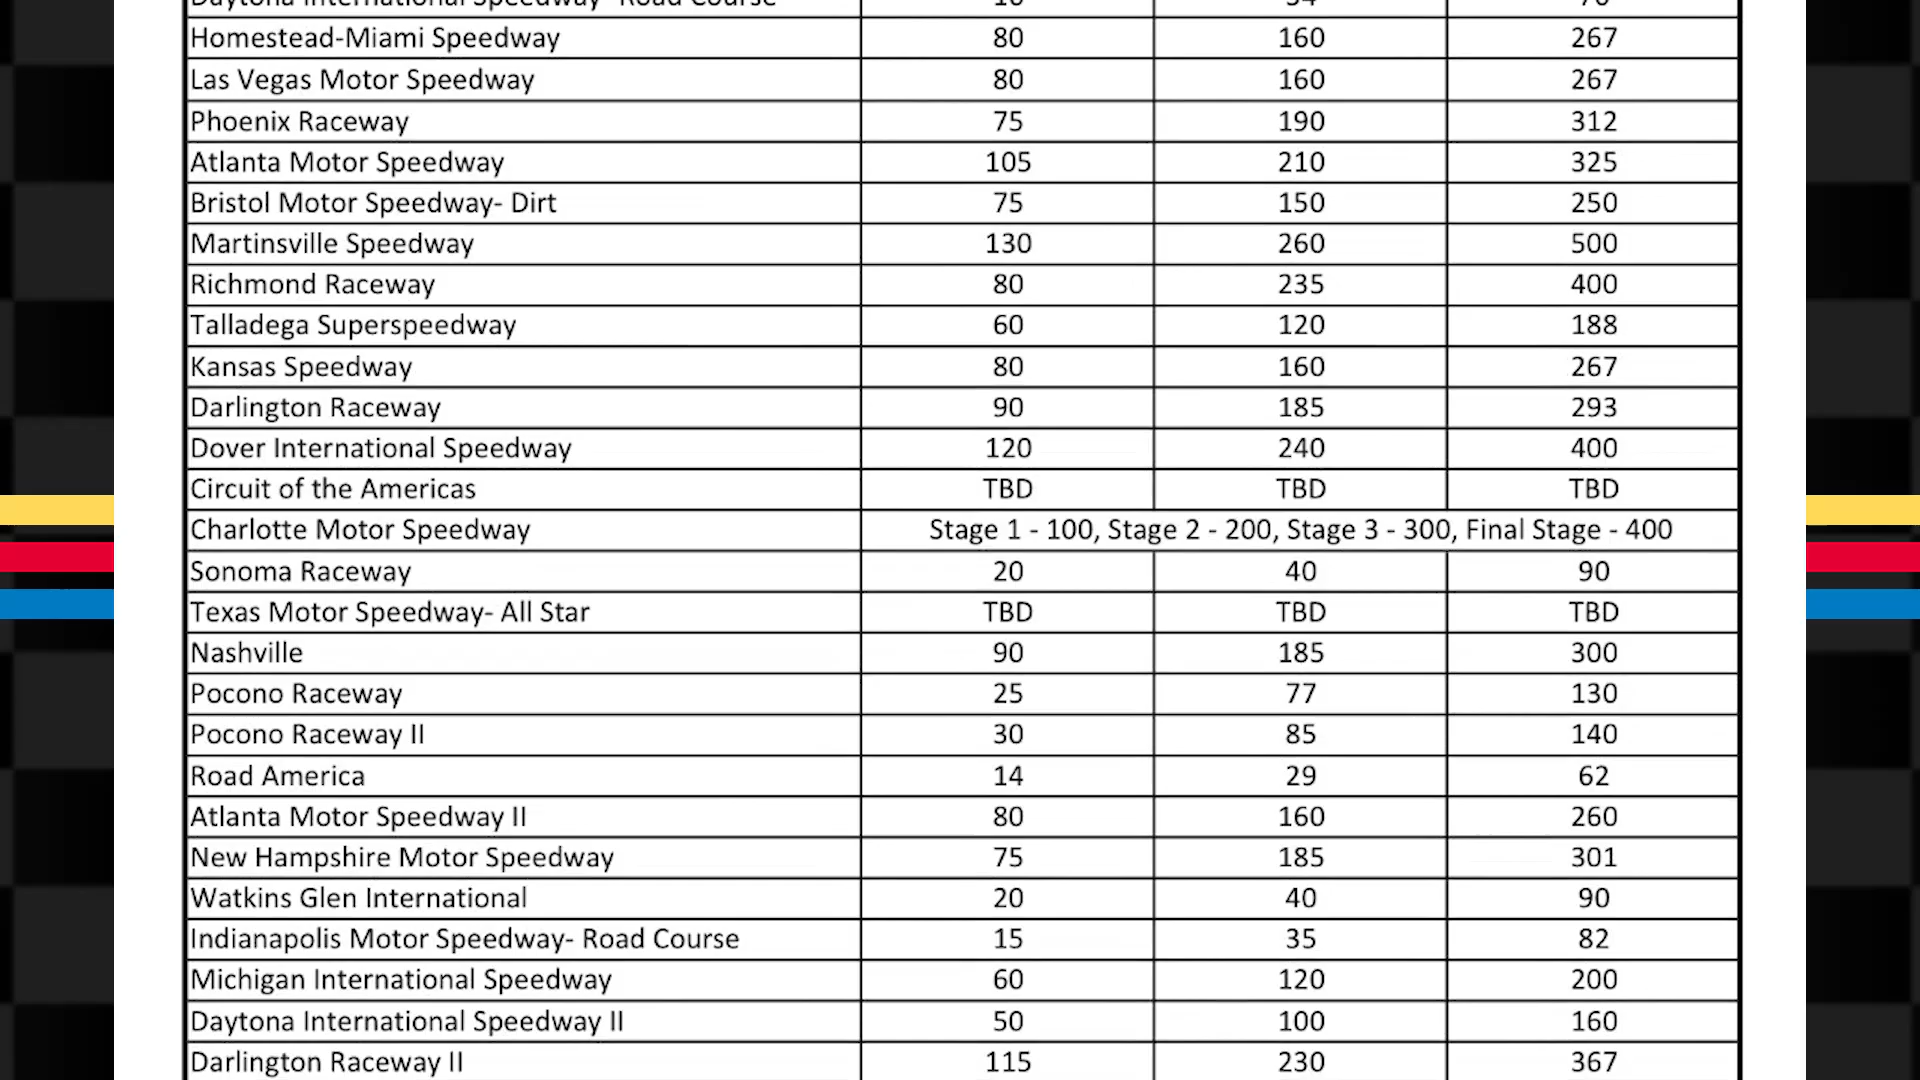 Daytona International Speedway- Road Course 16 34 70
Homestead-Miami Speedway 80 160 267
Las Vegas Motor Speedway 80 160 267
Phoenix Raceway 75 190 312
Atlanta Motor Speedway 105 210 325
Bristol Motor Speedway- Dirt 75 150 250
Martinsville Speedway 130 260 500
Richmond Raceway 80 235 400
Talladega Superspeedway 60 120 188
Kansas Speedway 80 160 267
Darlington Raceway 90 185 293
Dover International Speedway 120 240 400
Circuit of the Americas TBD TBD TBD
Charlotte Motor Speedway Stage 1 - 100, Stage 2 - 200, Stage 3 - 300, Final Stage - 400
Sonoma Raceway 20 40 90
Texas Motor Speedway- All Star TBD TBD TBD
Nashville 90 185 300
Pocono Raceway 25 77 130
Pocono Raceway II 30 85 140
Road America 14 29 62
Atlanta Motor Speedway II 80 160 260
New Hampshire Motor Speedway 75 185 301
Watkins Glen International 20 40 90
Indianapolis Motor Speedway- Road Course 15 35 82
Michigan International Speedway 60 120 200
Daytona International Speedway II 50 100 160
Darlington Raceway II 115 230 367